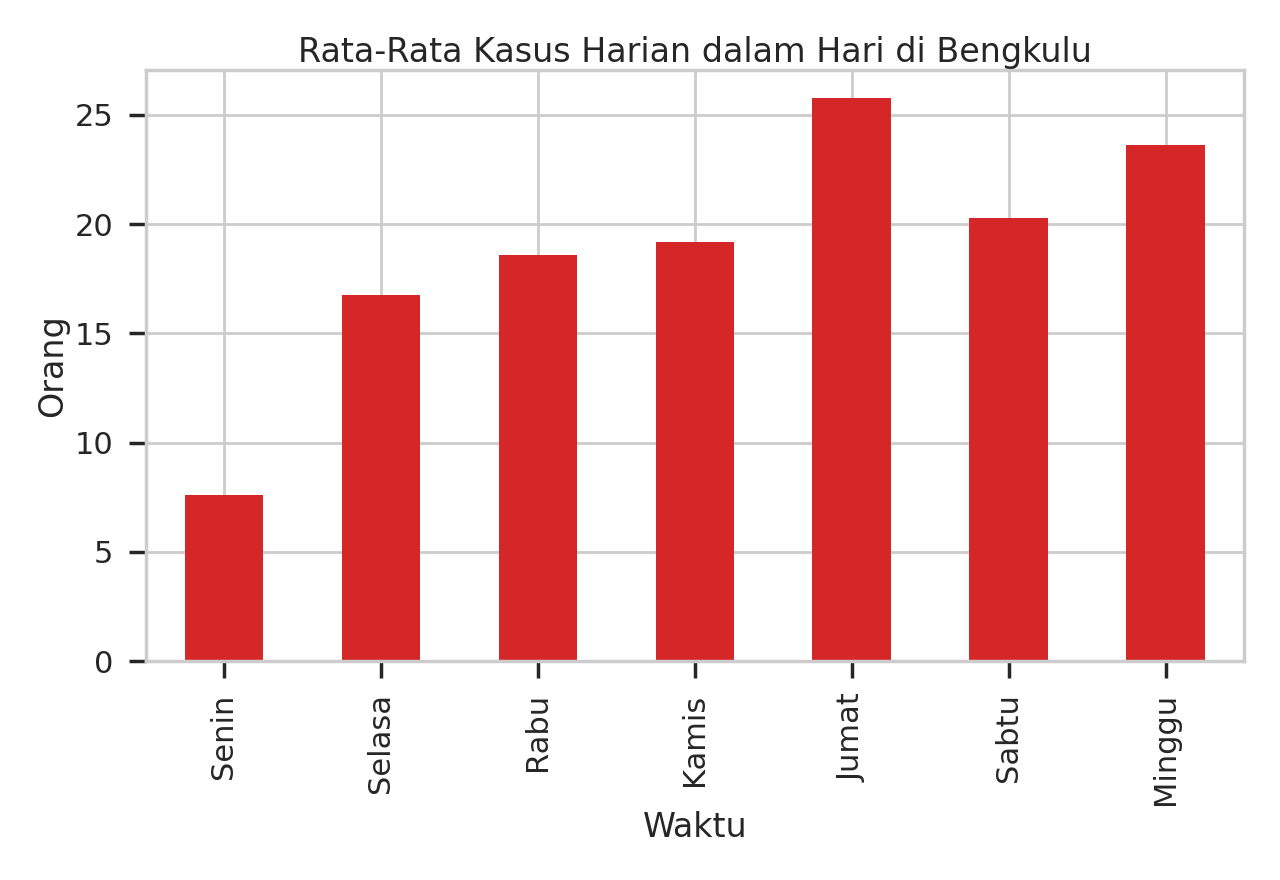 Rata-Rata Kasus Harian dalam Hari di Bengkulu
Orang
25
20
15
10
5
0
Senin
Selasa
Rabu
Kamis
Jumat
Sabtu
Minggu
Waktu